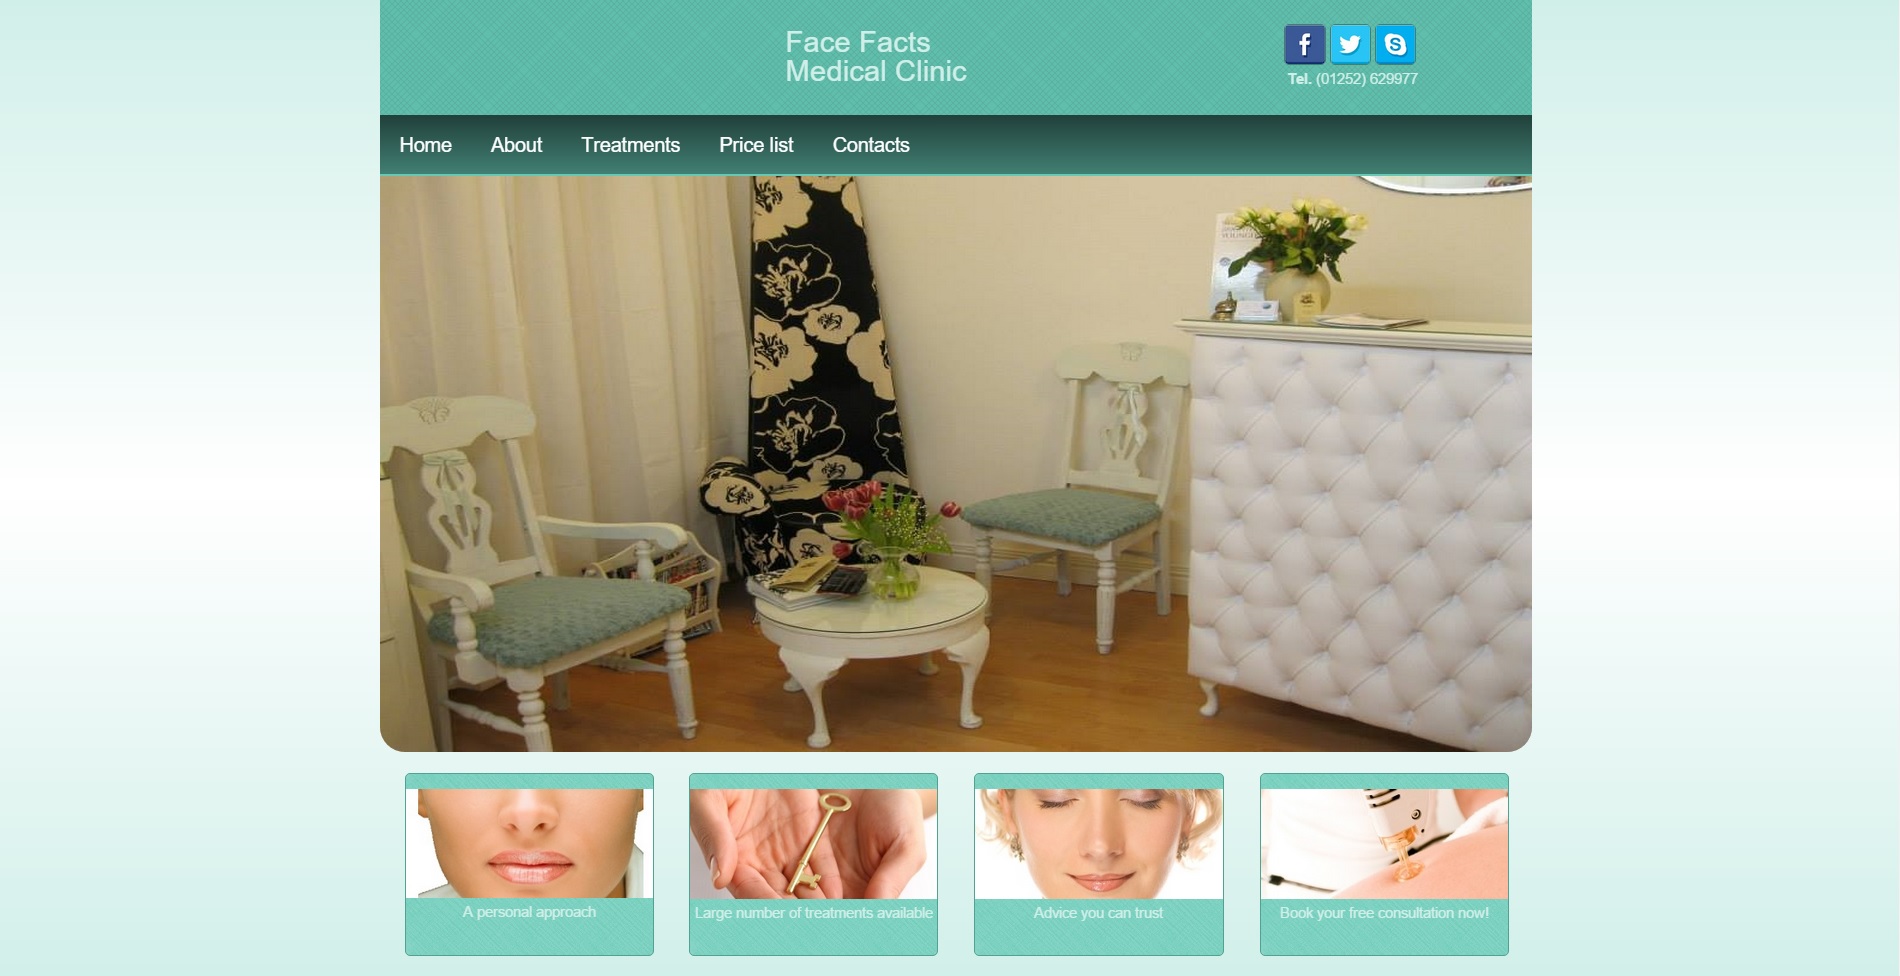 Face Facts
Medical Clinic
Tel. (01252) 629977
Home About Treatments Price list Contacts
A personal approach
Large number of treatments available
Advice you can trust
Book your free consultation now!